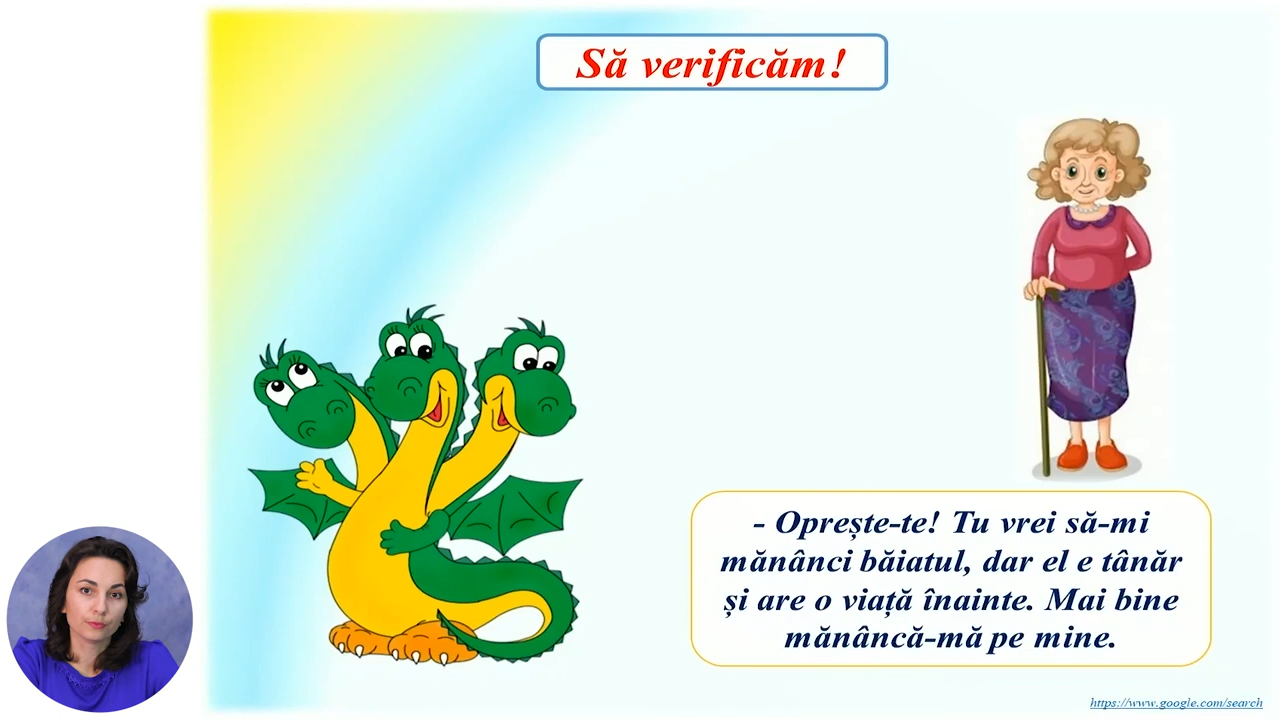 Să verificăm!
- Oprește-te! Tu vrei să-mi
mănânci băiatul, dar el e tânăr
și are o viață înainte. Mai bine
mănâncă-mă pe mine.
https://www.google.com/search